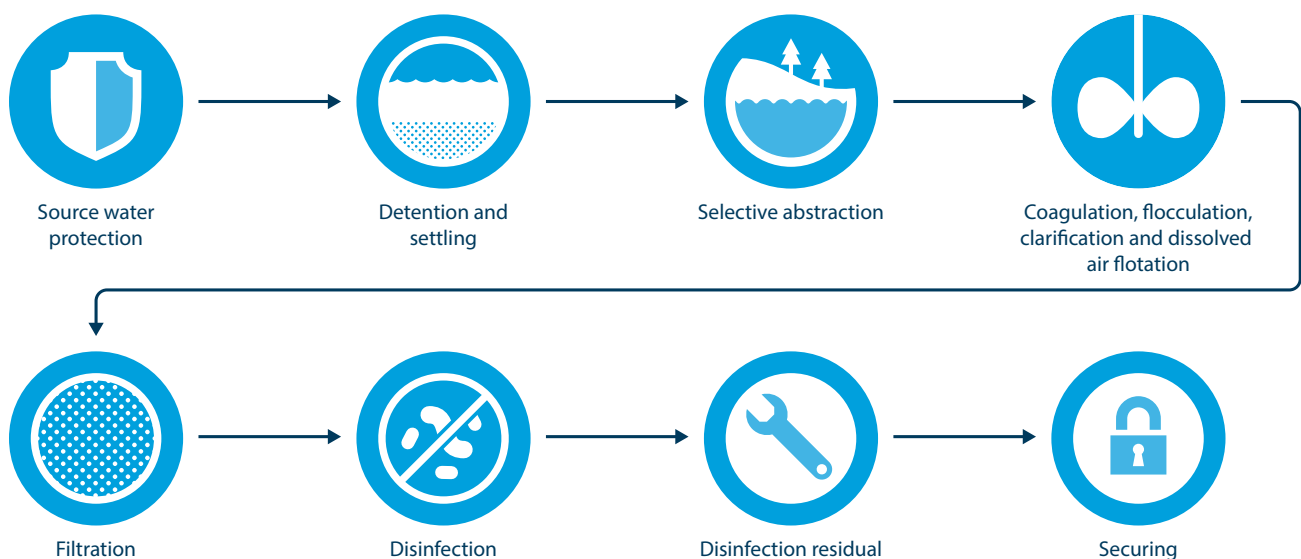 Source water
protection
Detention and
settling
Selective abstraction
Coagulation, flocculation,
clarification and dissolved
air flotation
Filtration
Disinfection
Disinfection residual
Securing